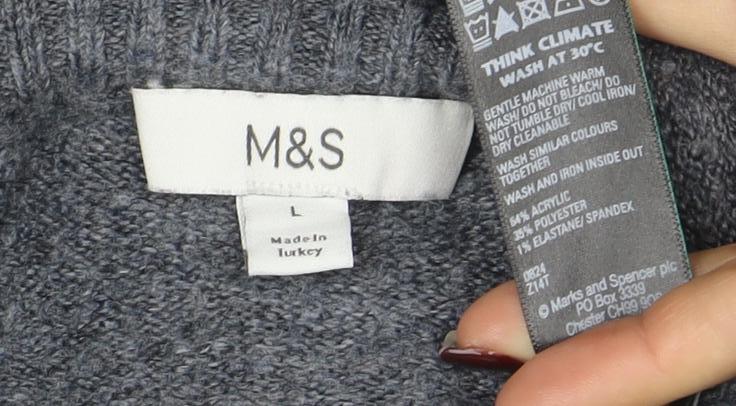 M&S
L
Made in
Turkey
THINK CLIMATE
WASH AT 30°C
GENTLE MACHINE WARM
WASH/ DO NOT BLEACH/ DO
NOT TUMBLE DRY/ COOL IRON/
DRY CLEANABLE
WASH SIMILAR COLOURS
TOGETHER
WASH AND IRON INSIDE OUT
64% ACRYLIC
35% POLYESTER
1% ELASTANE/ SPANDEX
0824
Z14T
© Marks and Spencer plc
PO Box 3339
Chester CH99